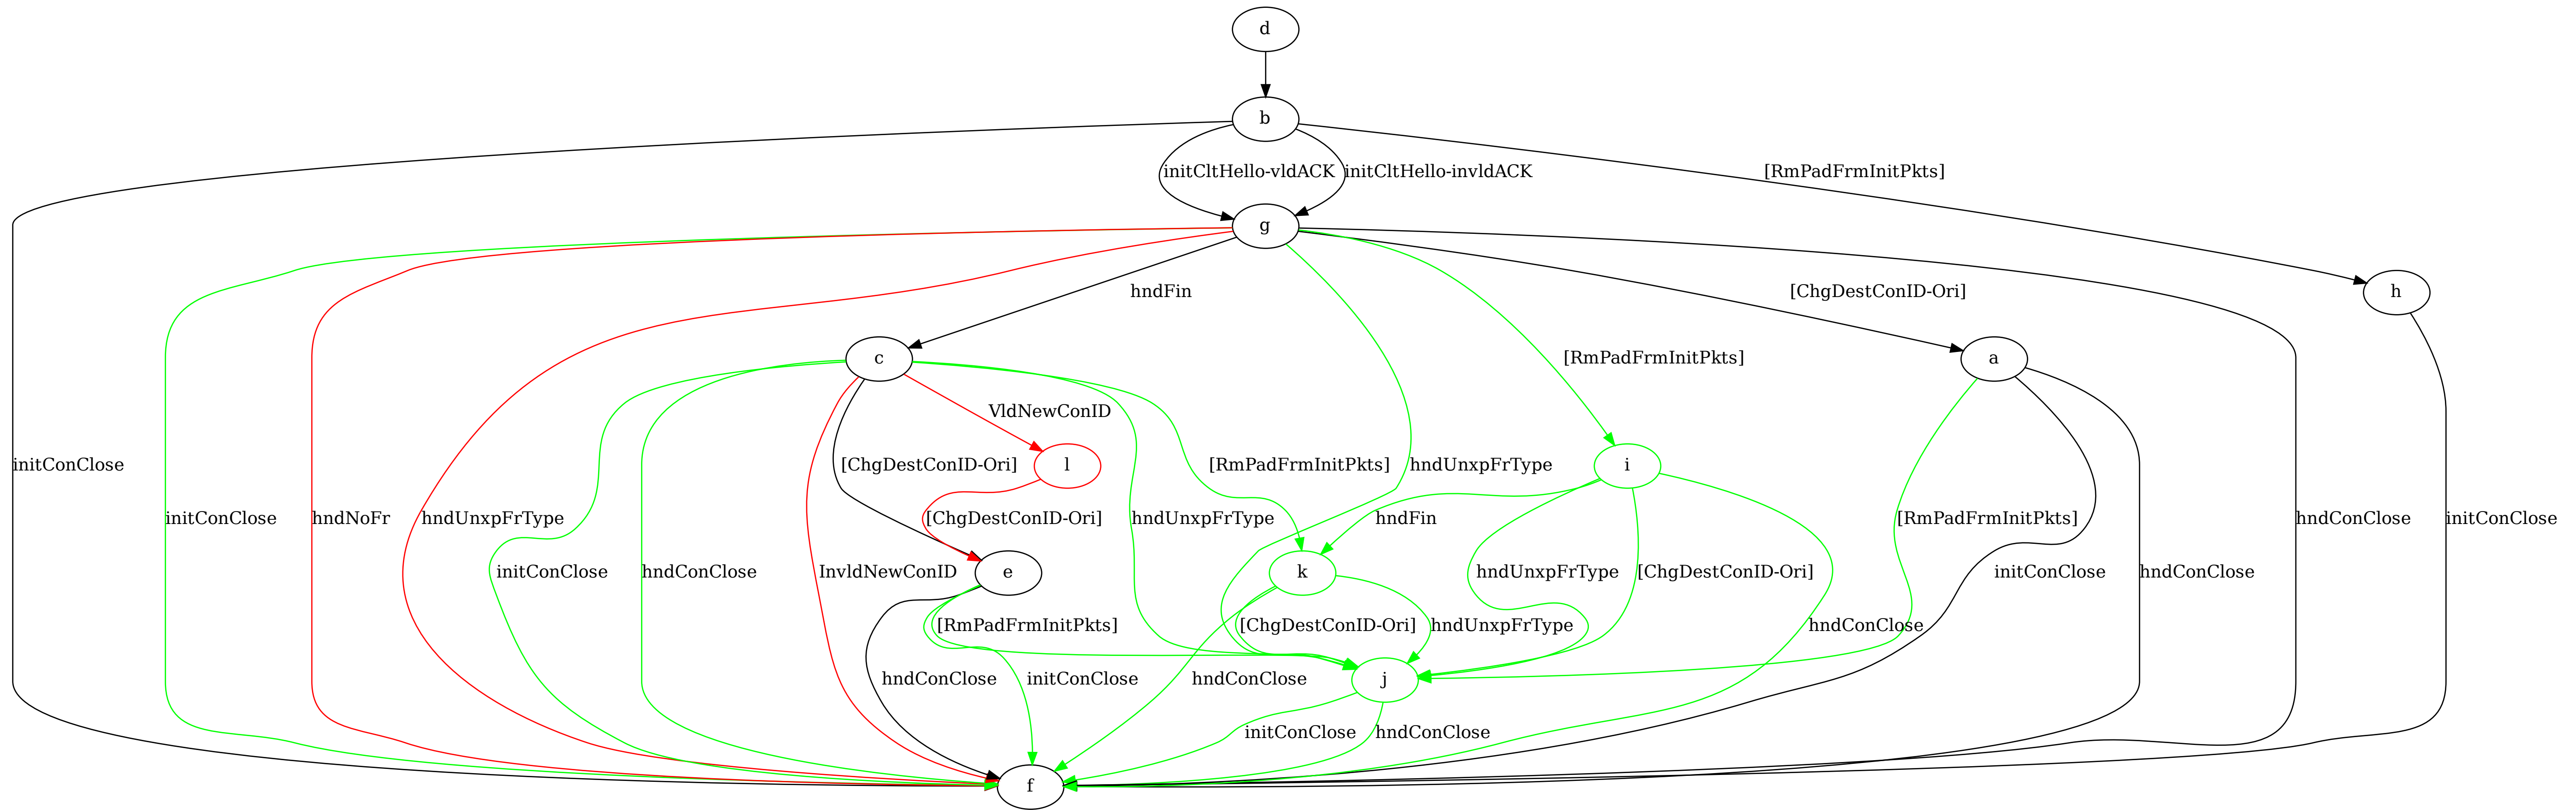 d
b
initCltHello-vldACK
initCltHello-invldACK
[RmPadFrmInitPkts]
g
hndFin
[ChgDestConID-Ori]
h
c
[RmPadFrmInitPkts]
a
VldNewConID
initConClose
[ChgDestConID-Ori]
l
[RmPadFrmInitPkts]
hndUnxpFrType
i
initConClose
hndNoFr
hndUnxpFrType
[ChgDestConID-Ori]
hndUnxpFrType
hndFin
[RmPadFrmInitPkts]
hndConClose
initConClose
initConClose
hndConClose
InvldNewConID
e
k
hndUnxpFrType
[ChgDestConID-Ori]
initConClose
hndConClose
[RmPadFrmInitPkts]
[ChgDestConID-Ori]
hndUnxpFrType
hndConClose
hndConClose
initConClose
hndConClose
j
initConClose
hndConClose
f